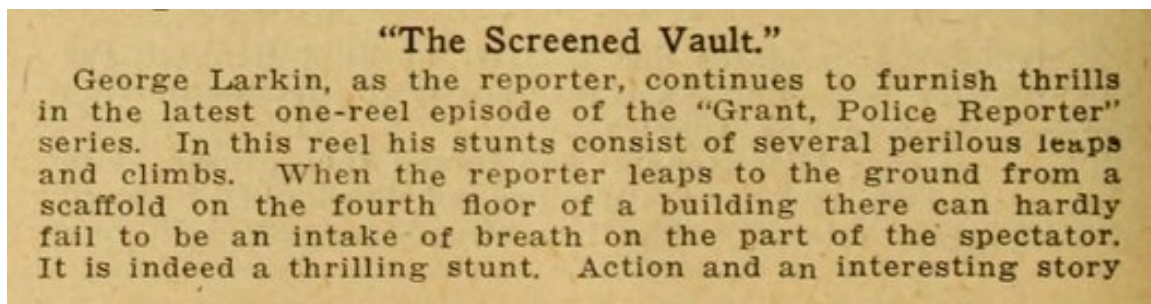 “The Screened Vault.”
George Larkin, as the reporter, continues to furnish thrills
in the latest one-reel episode of the “Grant, Police Reporter”
series. In this reel his stunts consist of several perilous leaps
and climbs. When the reporter leaps to the ground from a
scaffold on the fourth floor of a building there can hardly
fail to be an intake of breath on the part of the spectator.
It is indeed a thrilling stunt. Action and an interesting story